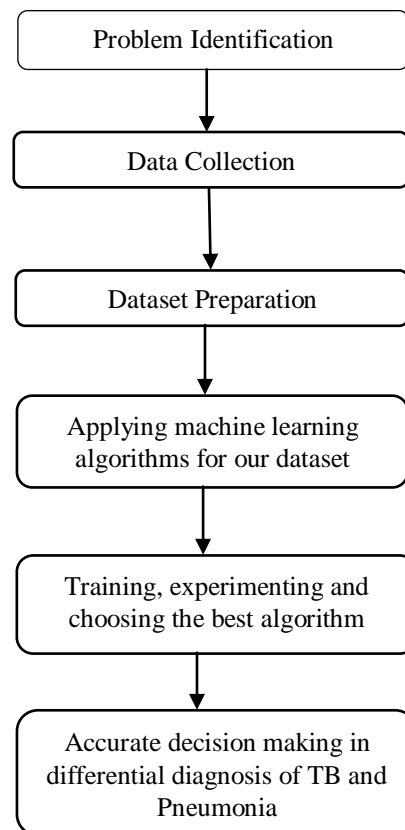 Problem Identification
Data Collection
Dataset Preparation
Applying machine learning
algorithms for our dataset
Training, experimenting and
choosing the best algorithm
Accurate decision making in
differential diagnosis of TB and
Pneumonia